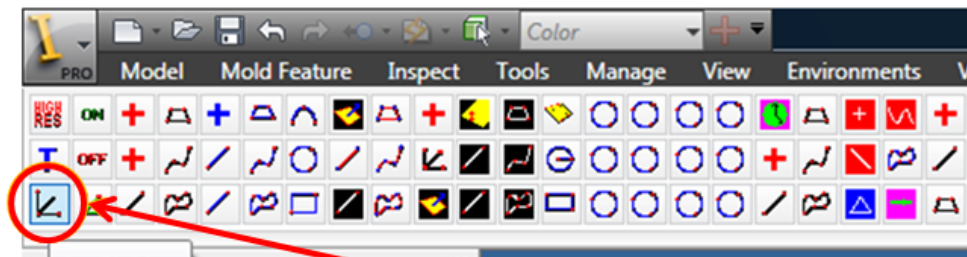 Color
PRO Model Mold Feature Inspect Tools Manage View Environments V
HIGH RES ON
T OFF